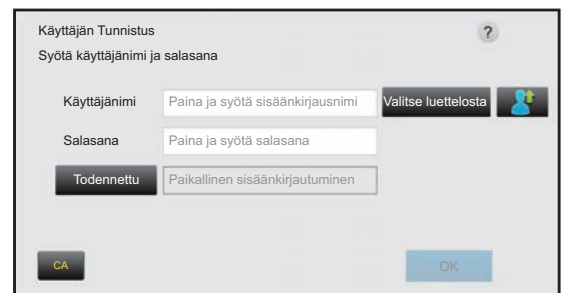 Käyttäjän Tunnistus
?
Syötä käyttäjänimi ja salasana
Käyttäjänimi Paina ja syötä sisäänkirjausnimi Valitse luettelosta
Salasana Paina ja syötä salasana
Todennettu Paikallinen sisäänkirjautuminen
CA OK